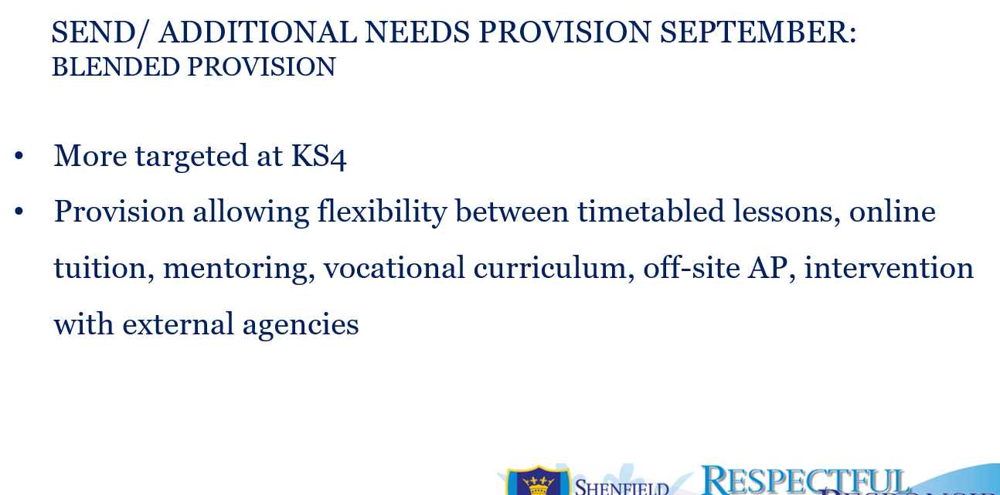 SEND/ ADDITIONAL NEEDS PROVISION SEPTEMBER:
BLENDED PROVISION
• More targeted at KS4
• Provision allowing flexibility between timetabled lessons, online
tuition, mentoring, vocational curriculum, off-site AP, intervention
with external agencies
SHENFIELD
RESPECTFUL